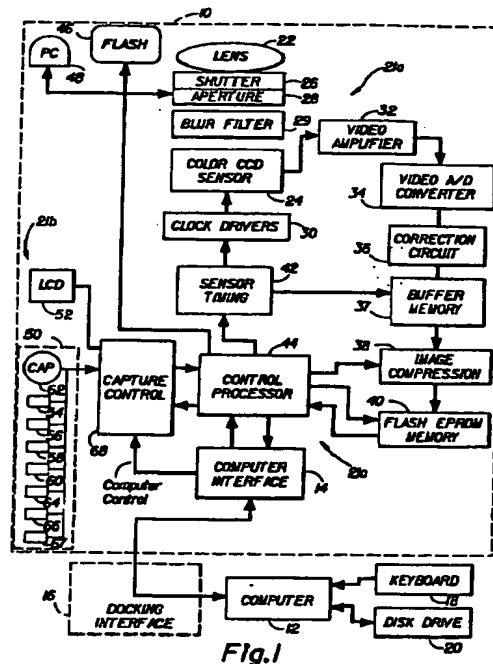 10
46
FLASH
PC
48
22
LENS
SHUTTER
26
APERTURE
28
21a
BLUR FILTER
29
32
VIDEO
AMPLIFIER
COLOR CCD
SENSOR
24
VIDEO A/D
CONVERTER
34
CLOCK DRIVERS
30
CORRECTION
CIRCUIT
36
21b
SENSOR
TIMING
42
BUFFER
MEMORY
37
LCD
52
50
44
38
IMAGE
COMPRESSION
CAP
CAPTURE
CONTROL
68
CONTROL
PROCESSOR
40
FLASH EPROM
MEMORY
54
56
58
60
64
66
67
Computer
Control
COMPUTER
INTERFACE
14
16
DOCKING
INTERFACE
COMPUTER
12
KEYBOARD
18
DISK DRIVE
20
Fig.1